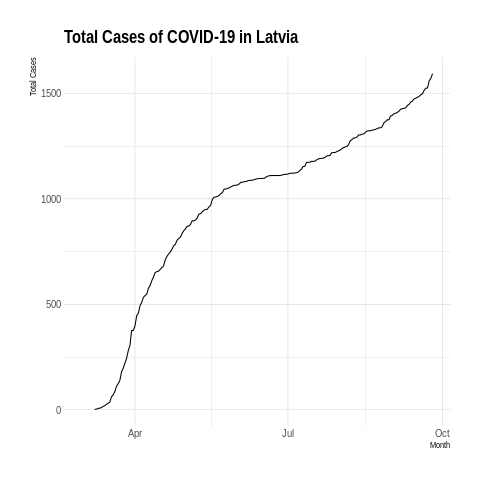 Total Cases of COVID-19 in Latvia
Total Cases
1500
1000
500
0
Apr
Jul
Oct
Month